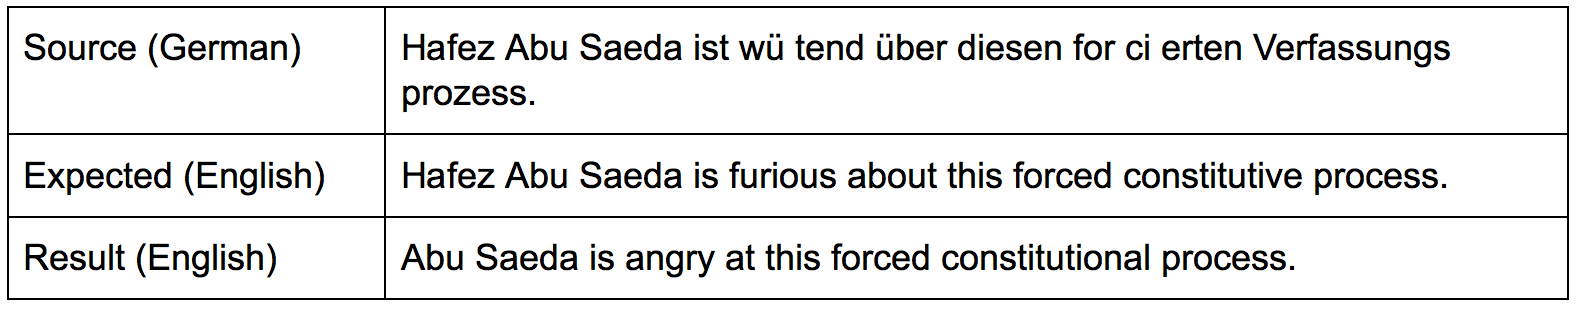 Source (German)
Hafez Abu Saeda ist wü tend über diesen for ci erten Verfassungs
prozess.
Expected (English)
Hafez Abu Saeda is furious about this forced constitutive process.
Result (English)
Abu Saeda is angry at this forced constitutional process.